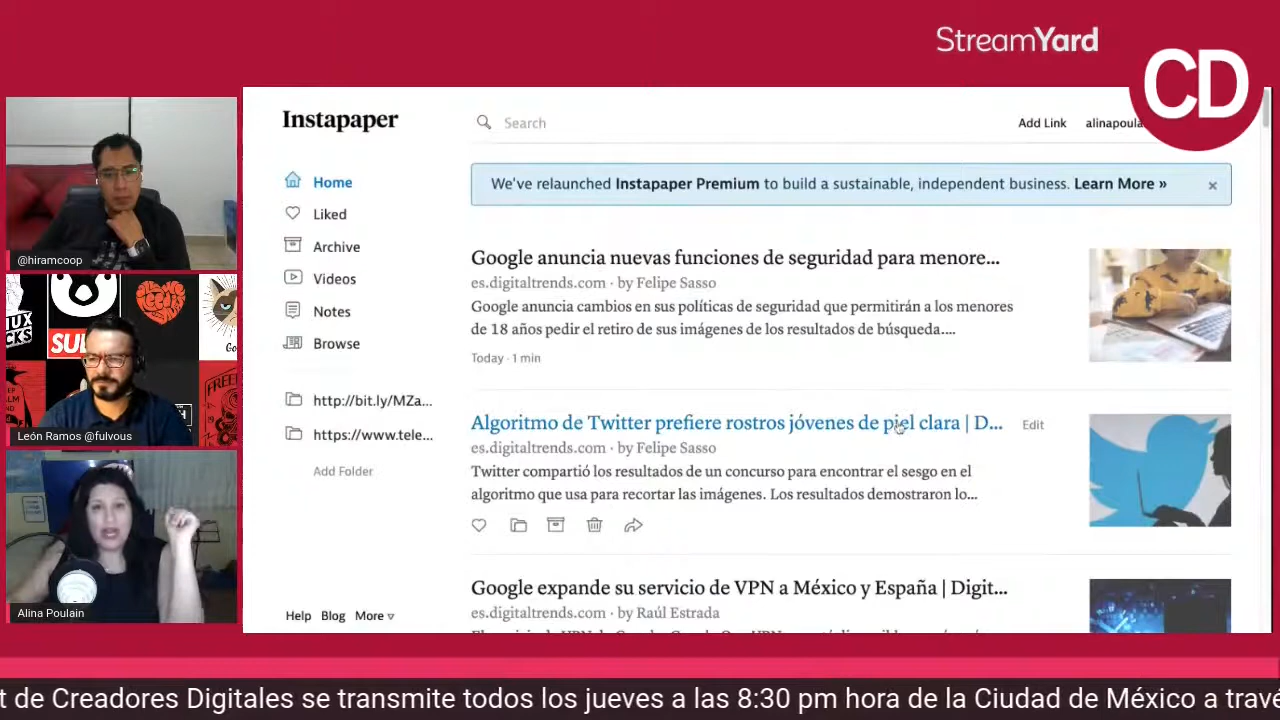 StreamYard
CD
Instapaper
Search
Add Link
alinapoula
We've relaunched Instapaper Premium to build a sustainable, independent business. Learn More »
×
Home
Liked
Archive
Videos
Notes
Browse
http://bit.ly/MZa...
https://www.tele...
Add Folder
Help Blog More
Google anuncia nuevas funciones de seguridad para menore...
es.digitaltrends.com · by Felipe Sasso
Google anuncia cambios en sus políticas de seguridad que permitirán a los menores
de 18 años pedir el retiro de sus imágenes de los resultados de búsqueda....
Today · 1 min
Algoritmo de Twitter prefiere rostros jóvenes de piel clara | D...
Edit
es.digitaltrends.com · by Felipe Sasso
Twitter compartió los resultados de un concurso para encontrar el sesgo en el
algoritmo que usa para recortar las imágenes. Los resultados demostraron lo...
Google expande su servicio de VPN a México y España | Digit...
es.digitaltrends.com · by Raúl Estrada
@hiramcoop
León Ramos @fulvous
Alina Poulain
t de Creadores Digitales se transmite todos los jueves a las 8:30 pm hora de la Ciudad de México a travé